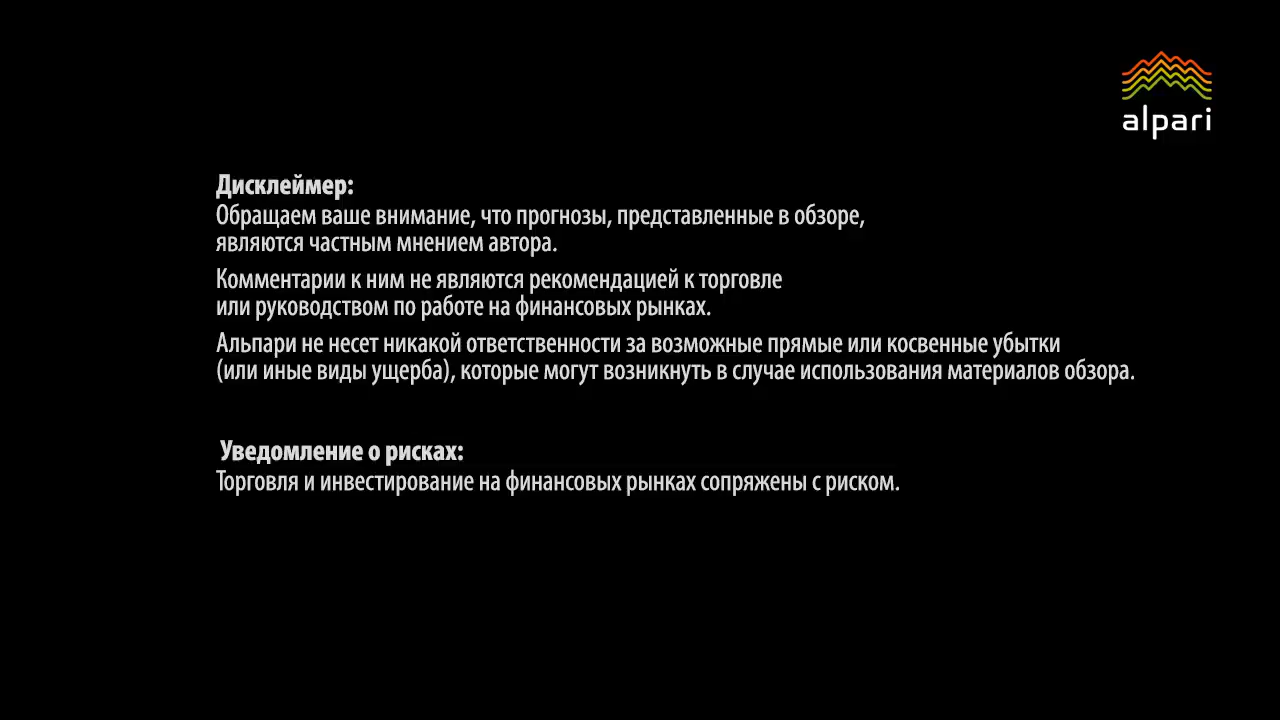 alpari
Дисклеймер:
Обращаем ваше внимание, что прогнозы, представленные в обзоре,
являются частным мнением автора.
Комментарии к ним не являются рекомендацией к торговле
или руководством по работе на финансовых рынках.
Альпари не несет никакой ответственности за возможные прямые или косвенные убытки
(или иные виды ущерба), которые могут возникнуть в случае использования материалов обзора.
Уведомление о рисках:
Торговля и инвестирование на финансовых рынках сопряжены с риском.